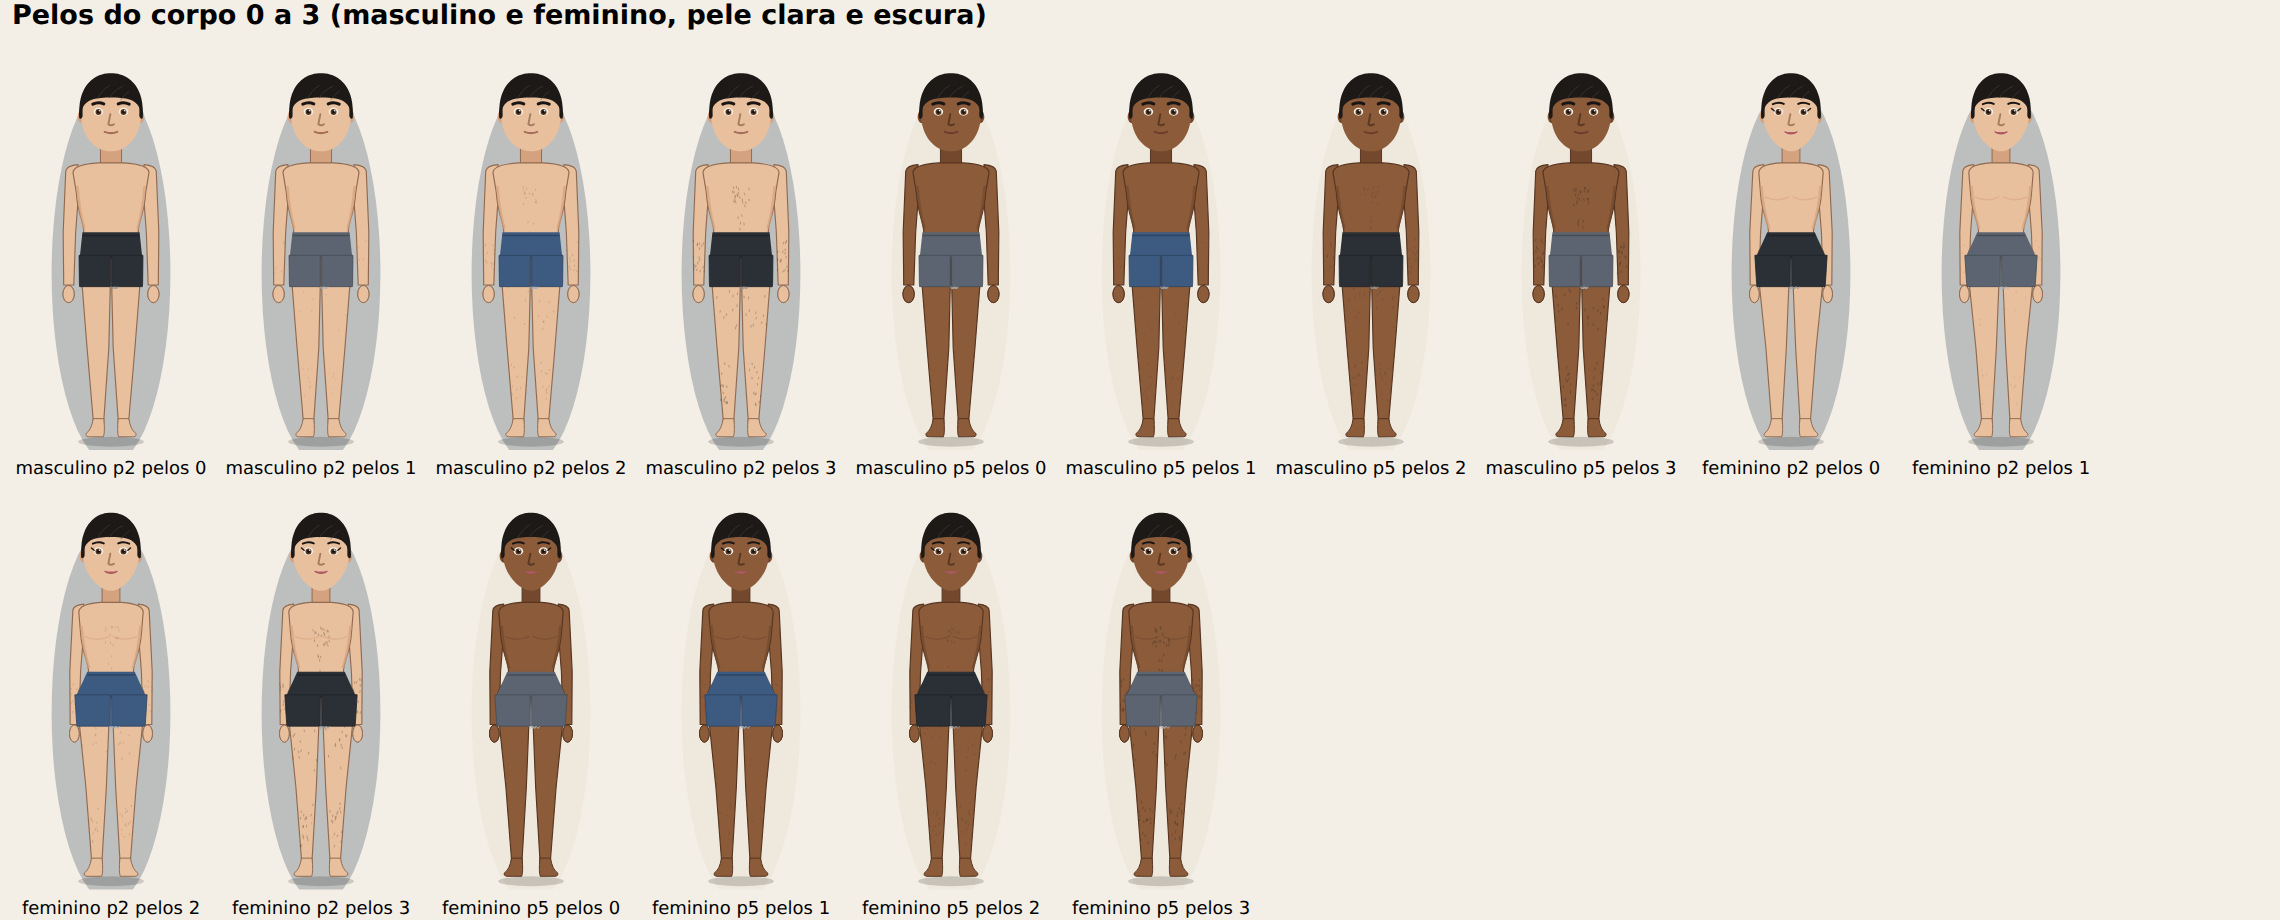 Pelos do corpo 0 a 3 (masculino e feminino, pele clara e escura)
masculino p2 pelos 0
masculino p2 pelos 1
masculino p2 pelos 2
masculino p2 pelos 3
masculino p5 pelos 0
masculino p5 pelos 1
masculino p5 pelos 2
masculino p5 pelos 3
feminino p2 pelos 0
feminino p2 pelos 1
feminino p2 pelos 2
feminino p2 pelos 3
feminino p5 pelos 0
feminino p5 pelos 1
feminino p5 pelos 2
feminino p5 pelos 3